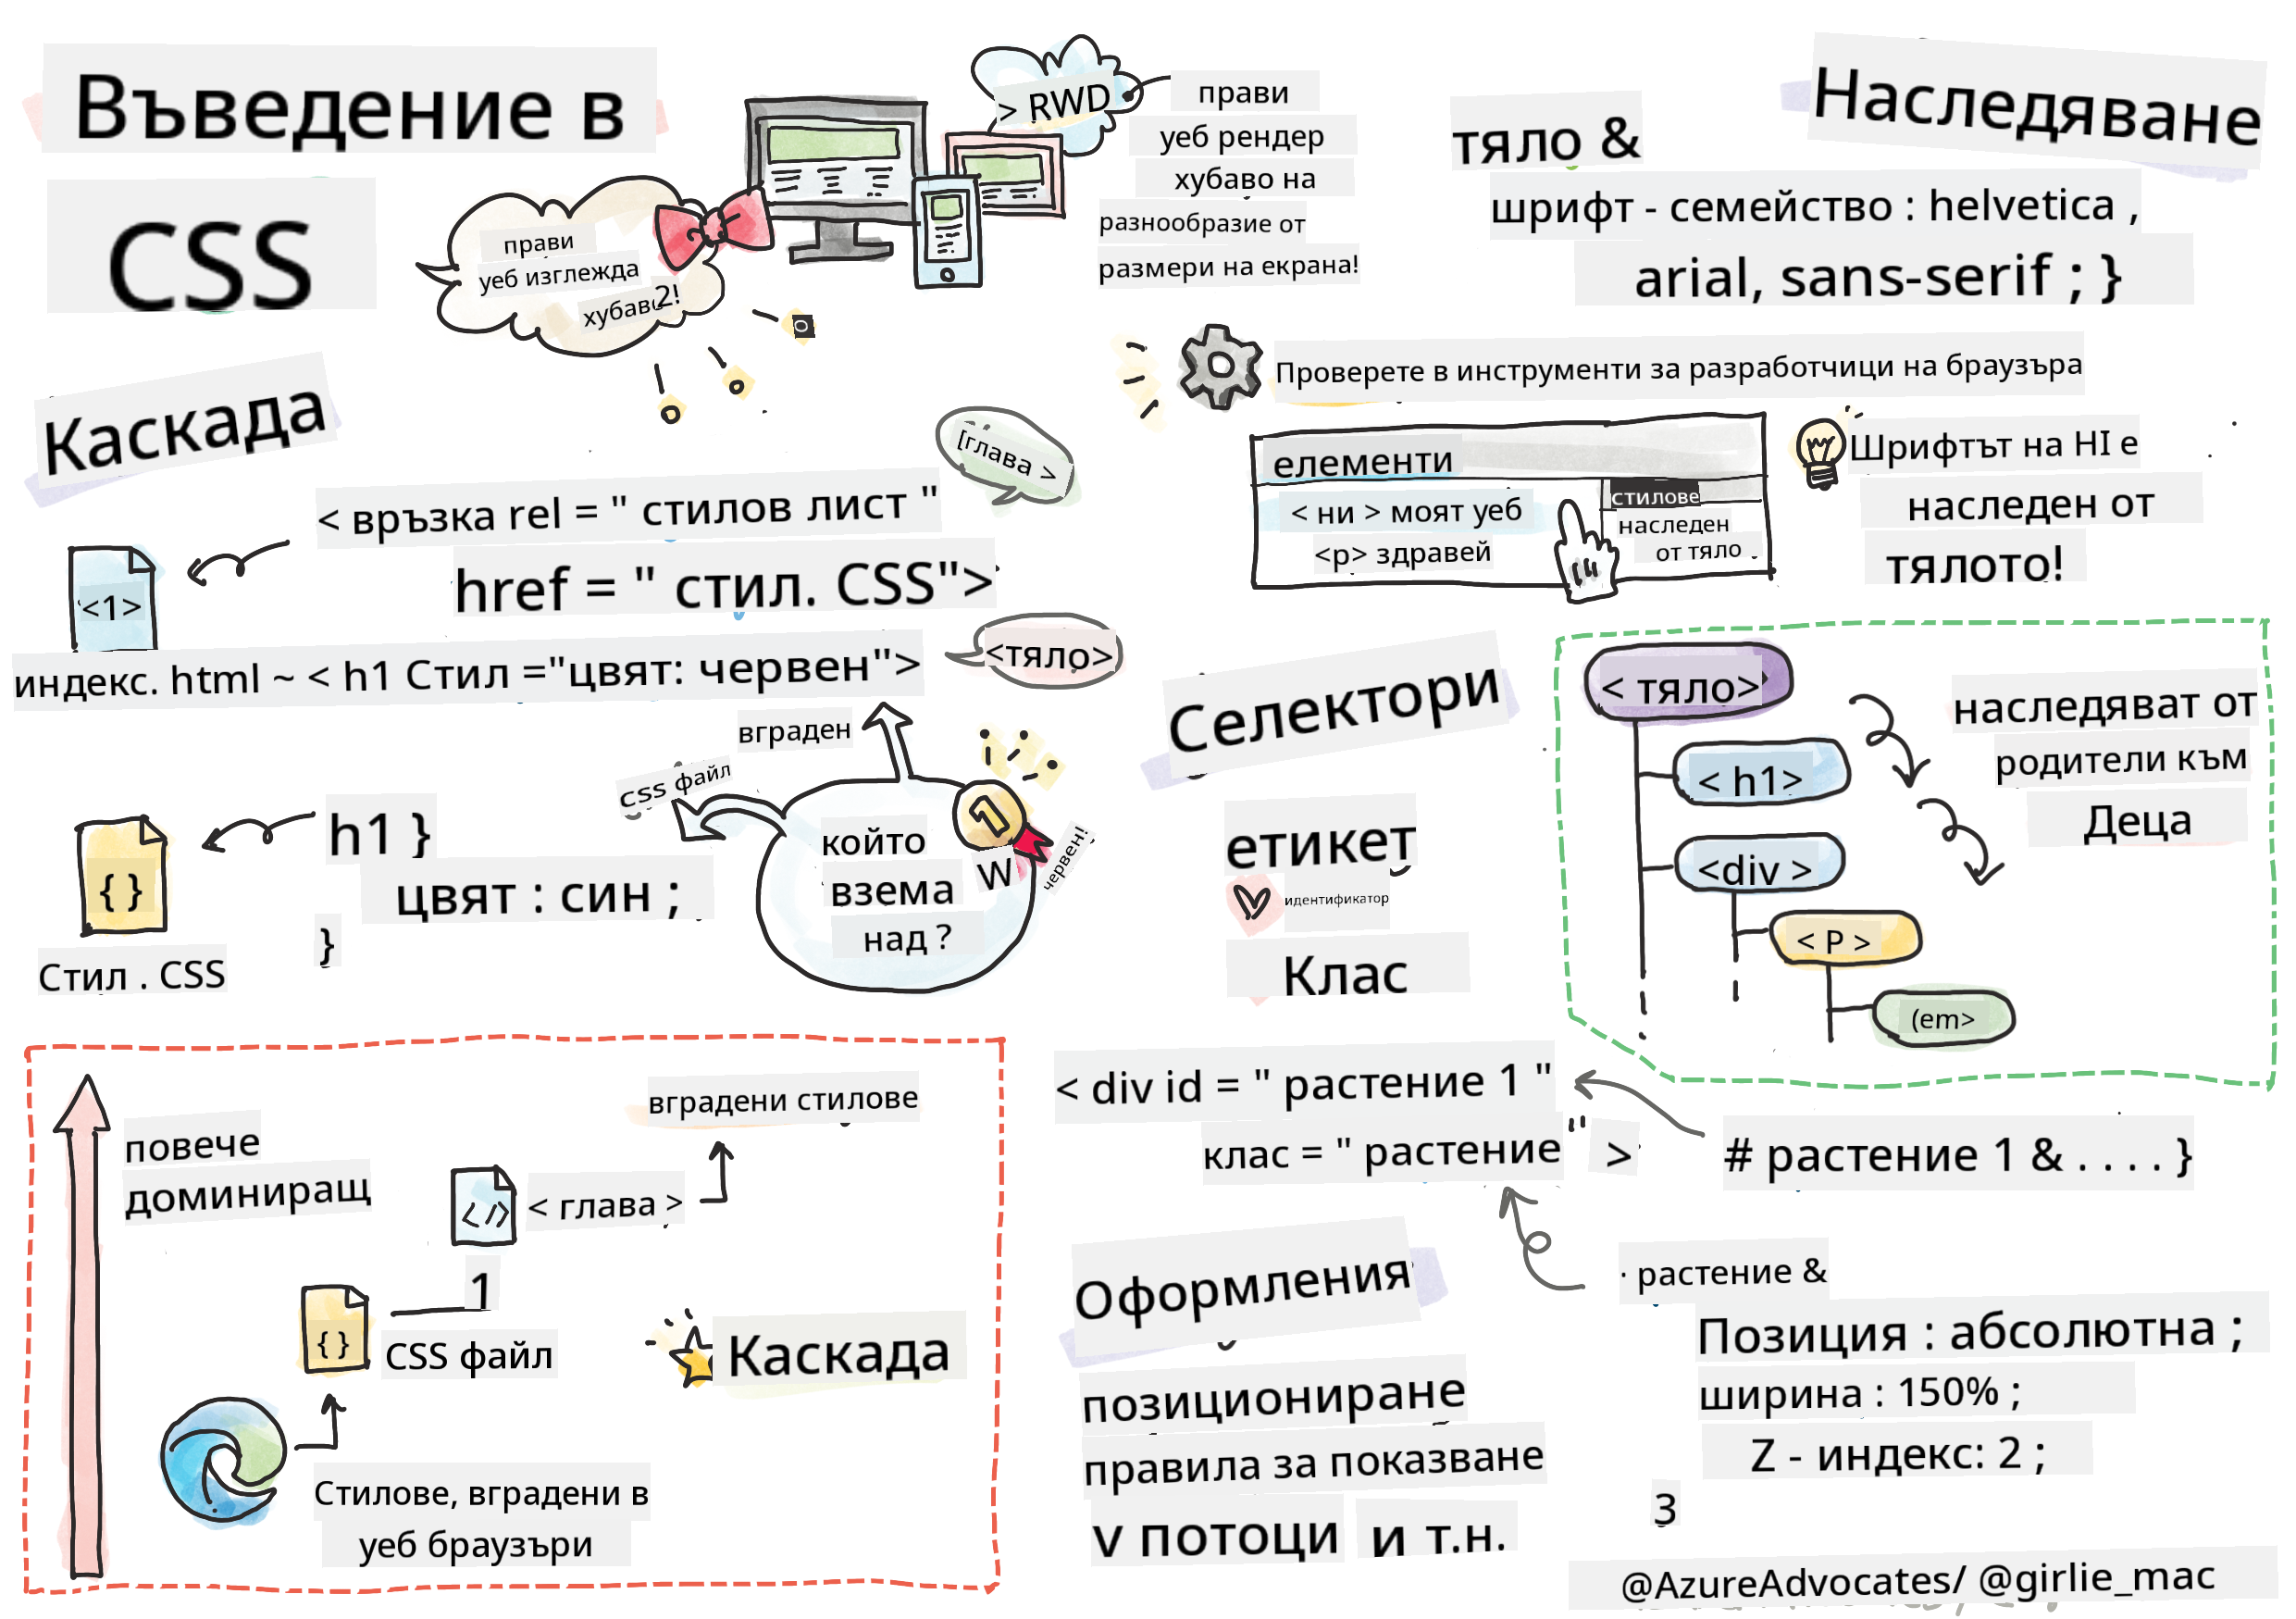 Въведение в
CSS
прави
уеб изглежда
хубаво
2!
> RWD
прави
уеб рендер
хубаво на
разнообразие от
размери на екрана!
Наследяване
тяло &
шрифт - семейство : helvetica ,
arial, sans-serif ; }
Проверете в инструменти за разработчици на браузъра
елементи
< ни > моят уеб
<p> здравей
стилове
наследен
от тяло
Шрифтът на HI е
наследен от
тялото!
Каскада
[глава >
< връзка rel = " стилов лист "
href = " стил. CSS">
<1>
индекс. html ~ < h1 Стил ="цвят: червен">
<тяло>
вграден
css файл
който
взема
над ?
1
W
червен!
h1 }
цвят : син ;
}
{ }
Стил . CSS
Селектори
етикет
идентификатор
Клас
< тяло>
< h1>
<div >
< P >
(em>
наследяват от
родители към
Деца
< div id = " растение 1 "
клас = " растение " >
# растение 1 & . . . . }
· растение &
Позиция : абсолютна ;
ширина : 150% ;
Z - индекс: 2 ;
3
повече
доминиращ
вградени стилове
</>
< глава >
1
{ }
CSS файл
Каскада
Стилове, вградени в
уеб браузъри
Оформления
позициониране
правила за показване
v потоци и т.н.
@AzureAdvocates/ @girlie_mac